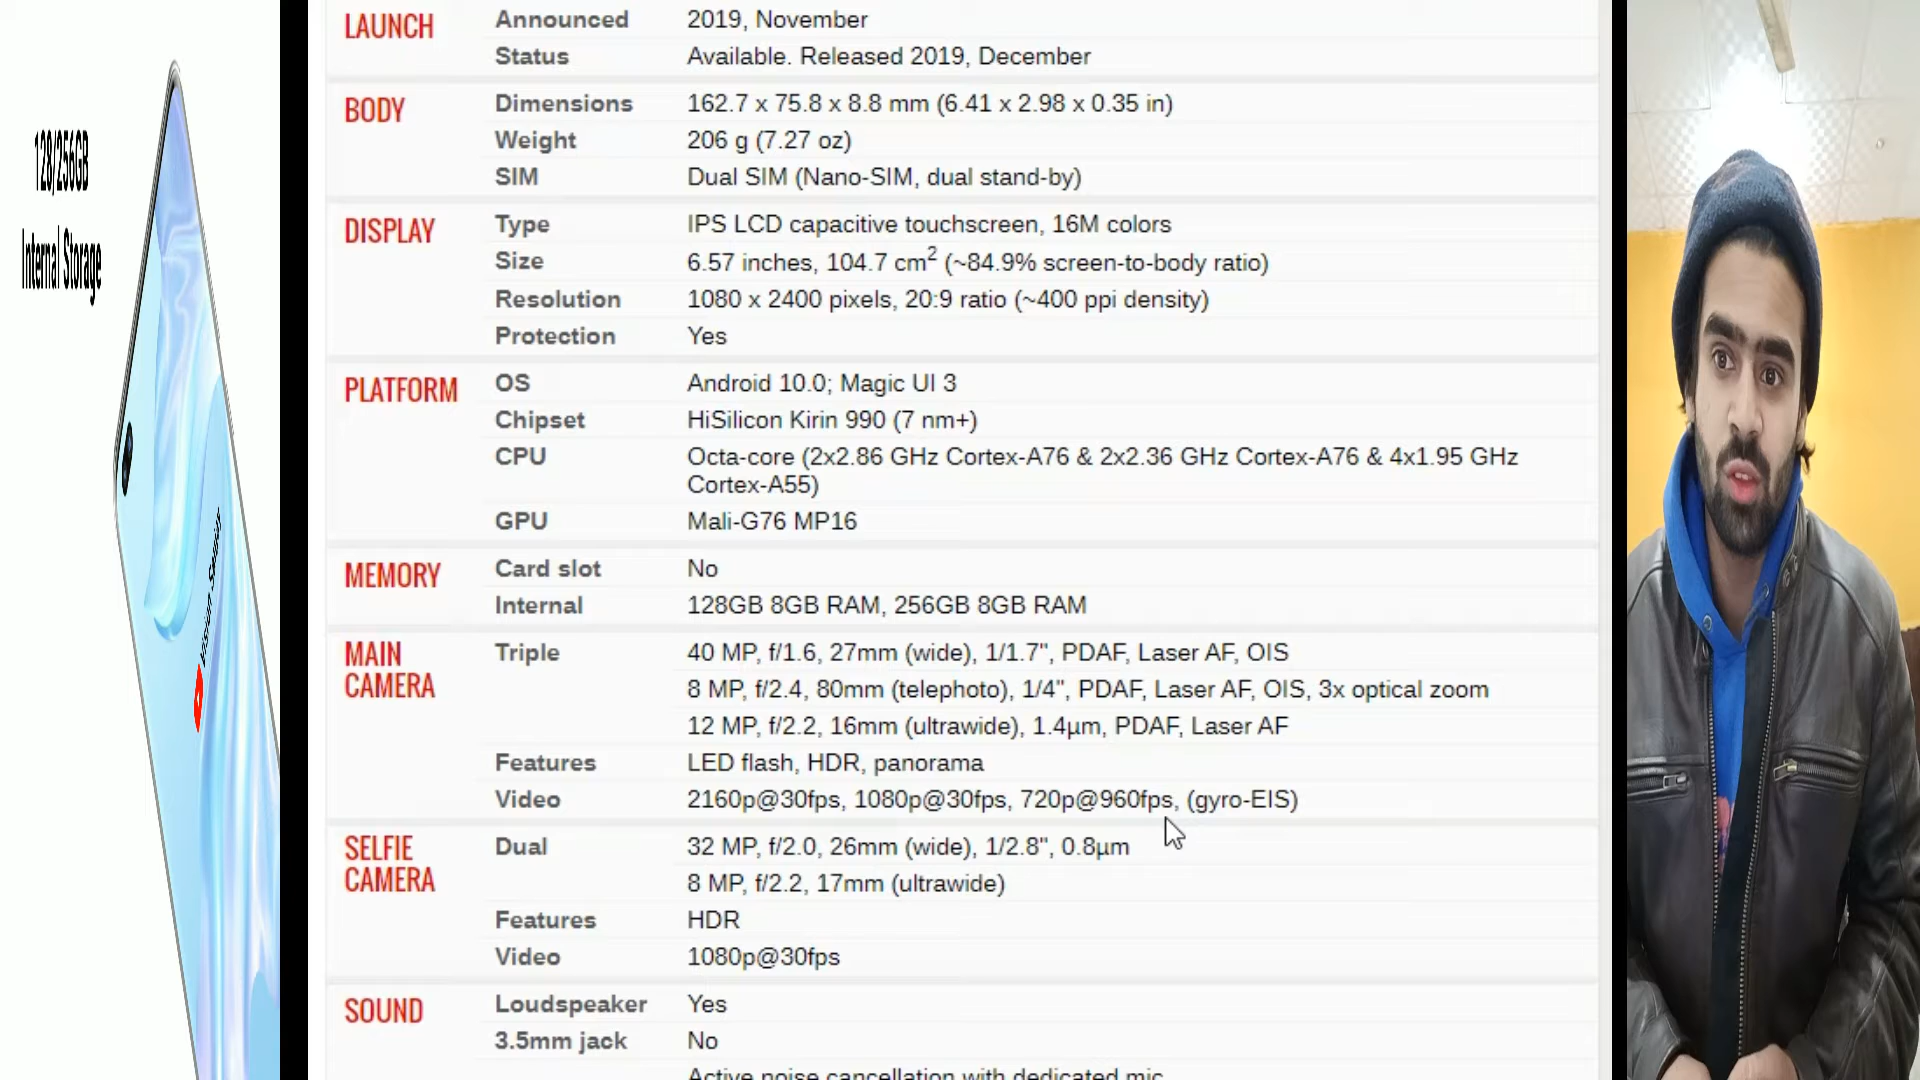 128/256GB
Internal Storage
Vision Safidy
LAUNCH
Announced 2019, November
Status Available. Released 2019, December
BODY
Dimensions 162.7 x 75.8 x 8.8 mm (6.41 x 2.98 x 0.35 in)
Weight 206 g (7.27 oz)
SIM Dual SIM (Nano-SIM, dual stand-by)
DISPLAY
Type IPS LCD capacitive touchscreen, 16M colors
Size 6.57 inches, 104.7 cm2 (~84.9% screen-to-body ratio)
Resolution 1080 x 2400 pixels, 20:9 ratio (~400 ppi density)
Protection Yes
PLATFORM
OS Android 10.0; Magic UI 3
Chipset HiSilicon Kirin 990 (7 nm+)
CPU Octa-core (2x2.86 GHz Cortex-A76 & 2x2.36 GHz Cortex-A76 & 4x1.95 GHz
Cortex-A55)
GPU Mali-G76 MP16
MEMORY
Card slot No
Internal 128GB 8GB RAM, 256GB 8GB RAM
MAIN
CAMERA
Triple 40 MP, f/1.6, 27mm (wide), 1/1.7", PDAF, Laser AF, OIS
8 MP, f/2.4, 80mm (telephoto), 1/4", PDAF, Laser AF, OIS, 3x optical zoom
12 MP, f/2.2, 16mm (ultrawide), 1.4µm, PDAF, Laser AF
Features LED flash, HDR, panorama
Video 2160p@30fps, 1080p@30fps, 720p@960fps, (gyro-EIS)
SELFIE
CAMERA
Dual 32 MP, f/2.0, 26mm (wide), 1/2.8", 0.8µm
8 MP, f/2.2, 17mm (ultrawide)
Features HDR
Video 1080p@30fps
SOUND
Loudspeaker Yes
3.5mm jack No
Active noise cancellation with dedicated mic